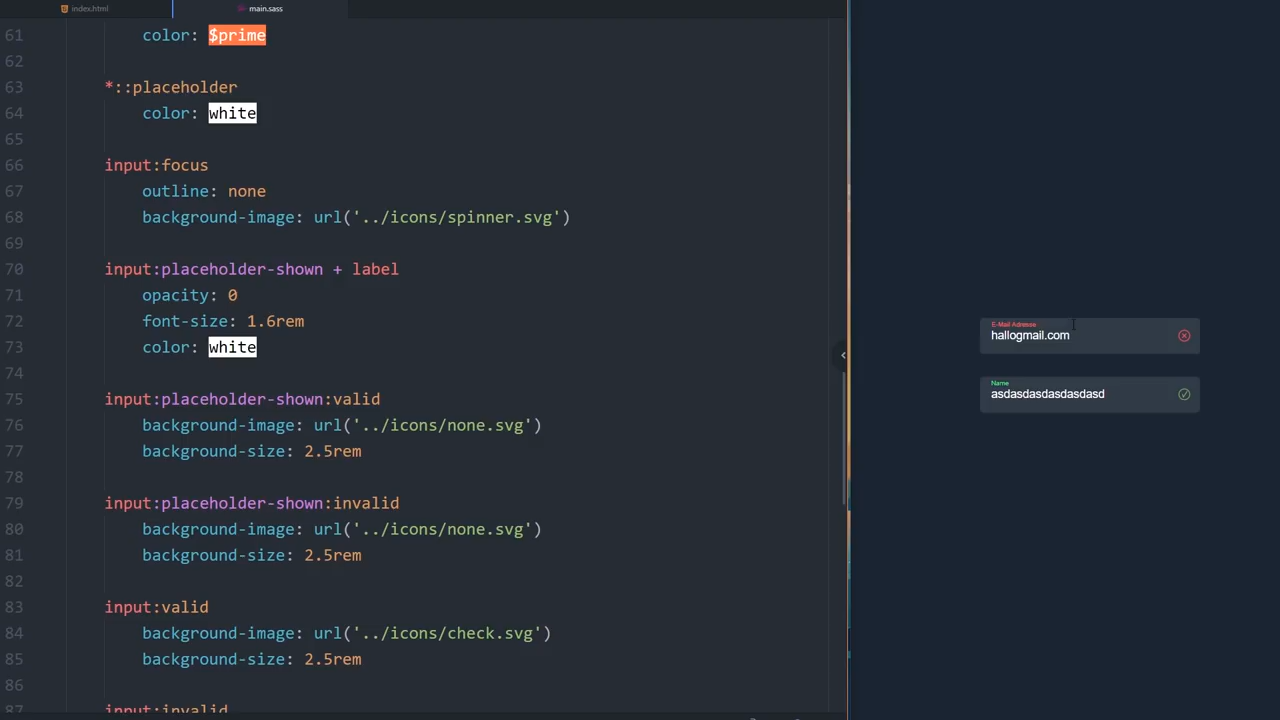 index.html
main.sass
61 color: $prime
62
63 *::placeholder
64 color: white
65
66 input:focus
67 outline: none
68 background-image: url('../icons/spinner.svg')
69
70 input:placeholder-shown + label
71 opacity: 0
72 font-size: 1.6rem
73 color: white
74
75 input:placeholder-shown:valid
76 background-image: url('../icons/none.svg')
77 background-size: 2.5rem
78
79 input:placeholder-shown:invalid
80 background-image: url('../icons/none.svg')
81 background-size: 2.5rem
82
83 input:valid
84 background-image: url('../icons/check.svg')
85 background-size: 2.5rem
86
87 input:invalid
E-Mail Adresse
hallogmail.com
Name
asdasdasdasdasdasd